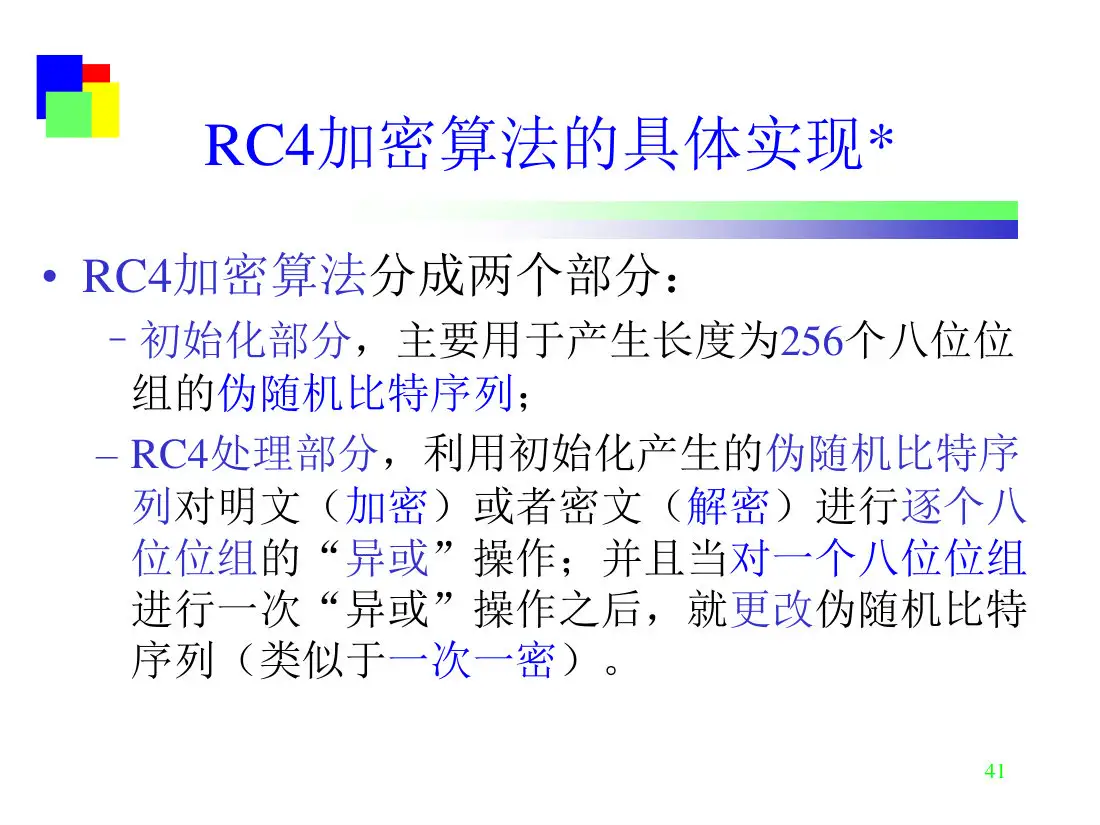 RC4加密算法的具体实现*
• RC4加密算法分成两个部分：
– 初始化部分，主要用于产生长度为256个八位位
组的伪随机比特序列；
– RC4处理部分，利用初始化产生的伪随机比特序
列对明文（加密）或者密文（解密）进行逐个八
位位组的“异或”操作；并且当对一个八位位组
进行一次“异或”操作之后，就更改伪随机比特
序列（类似于一次一密）。
41